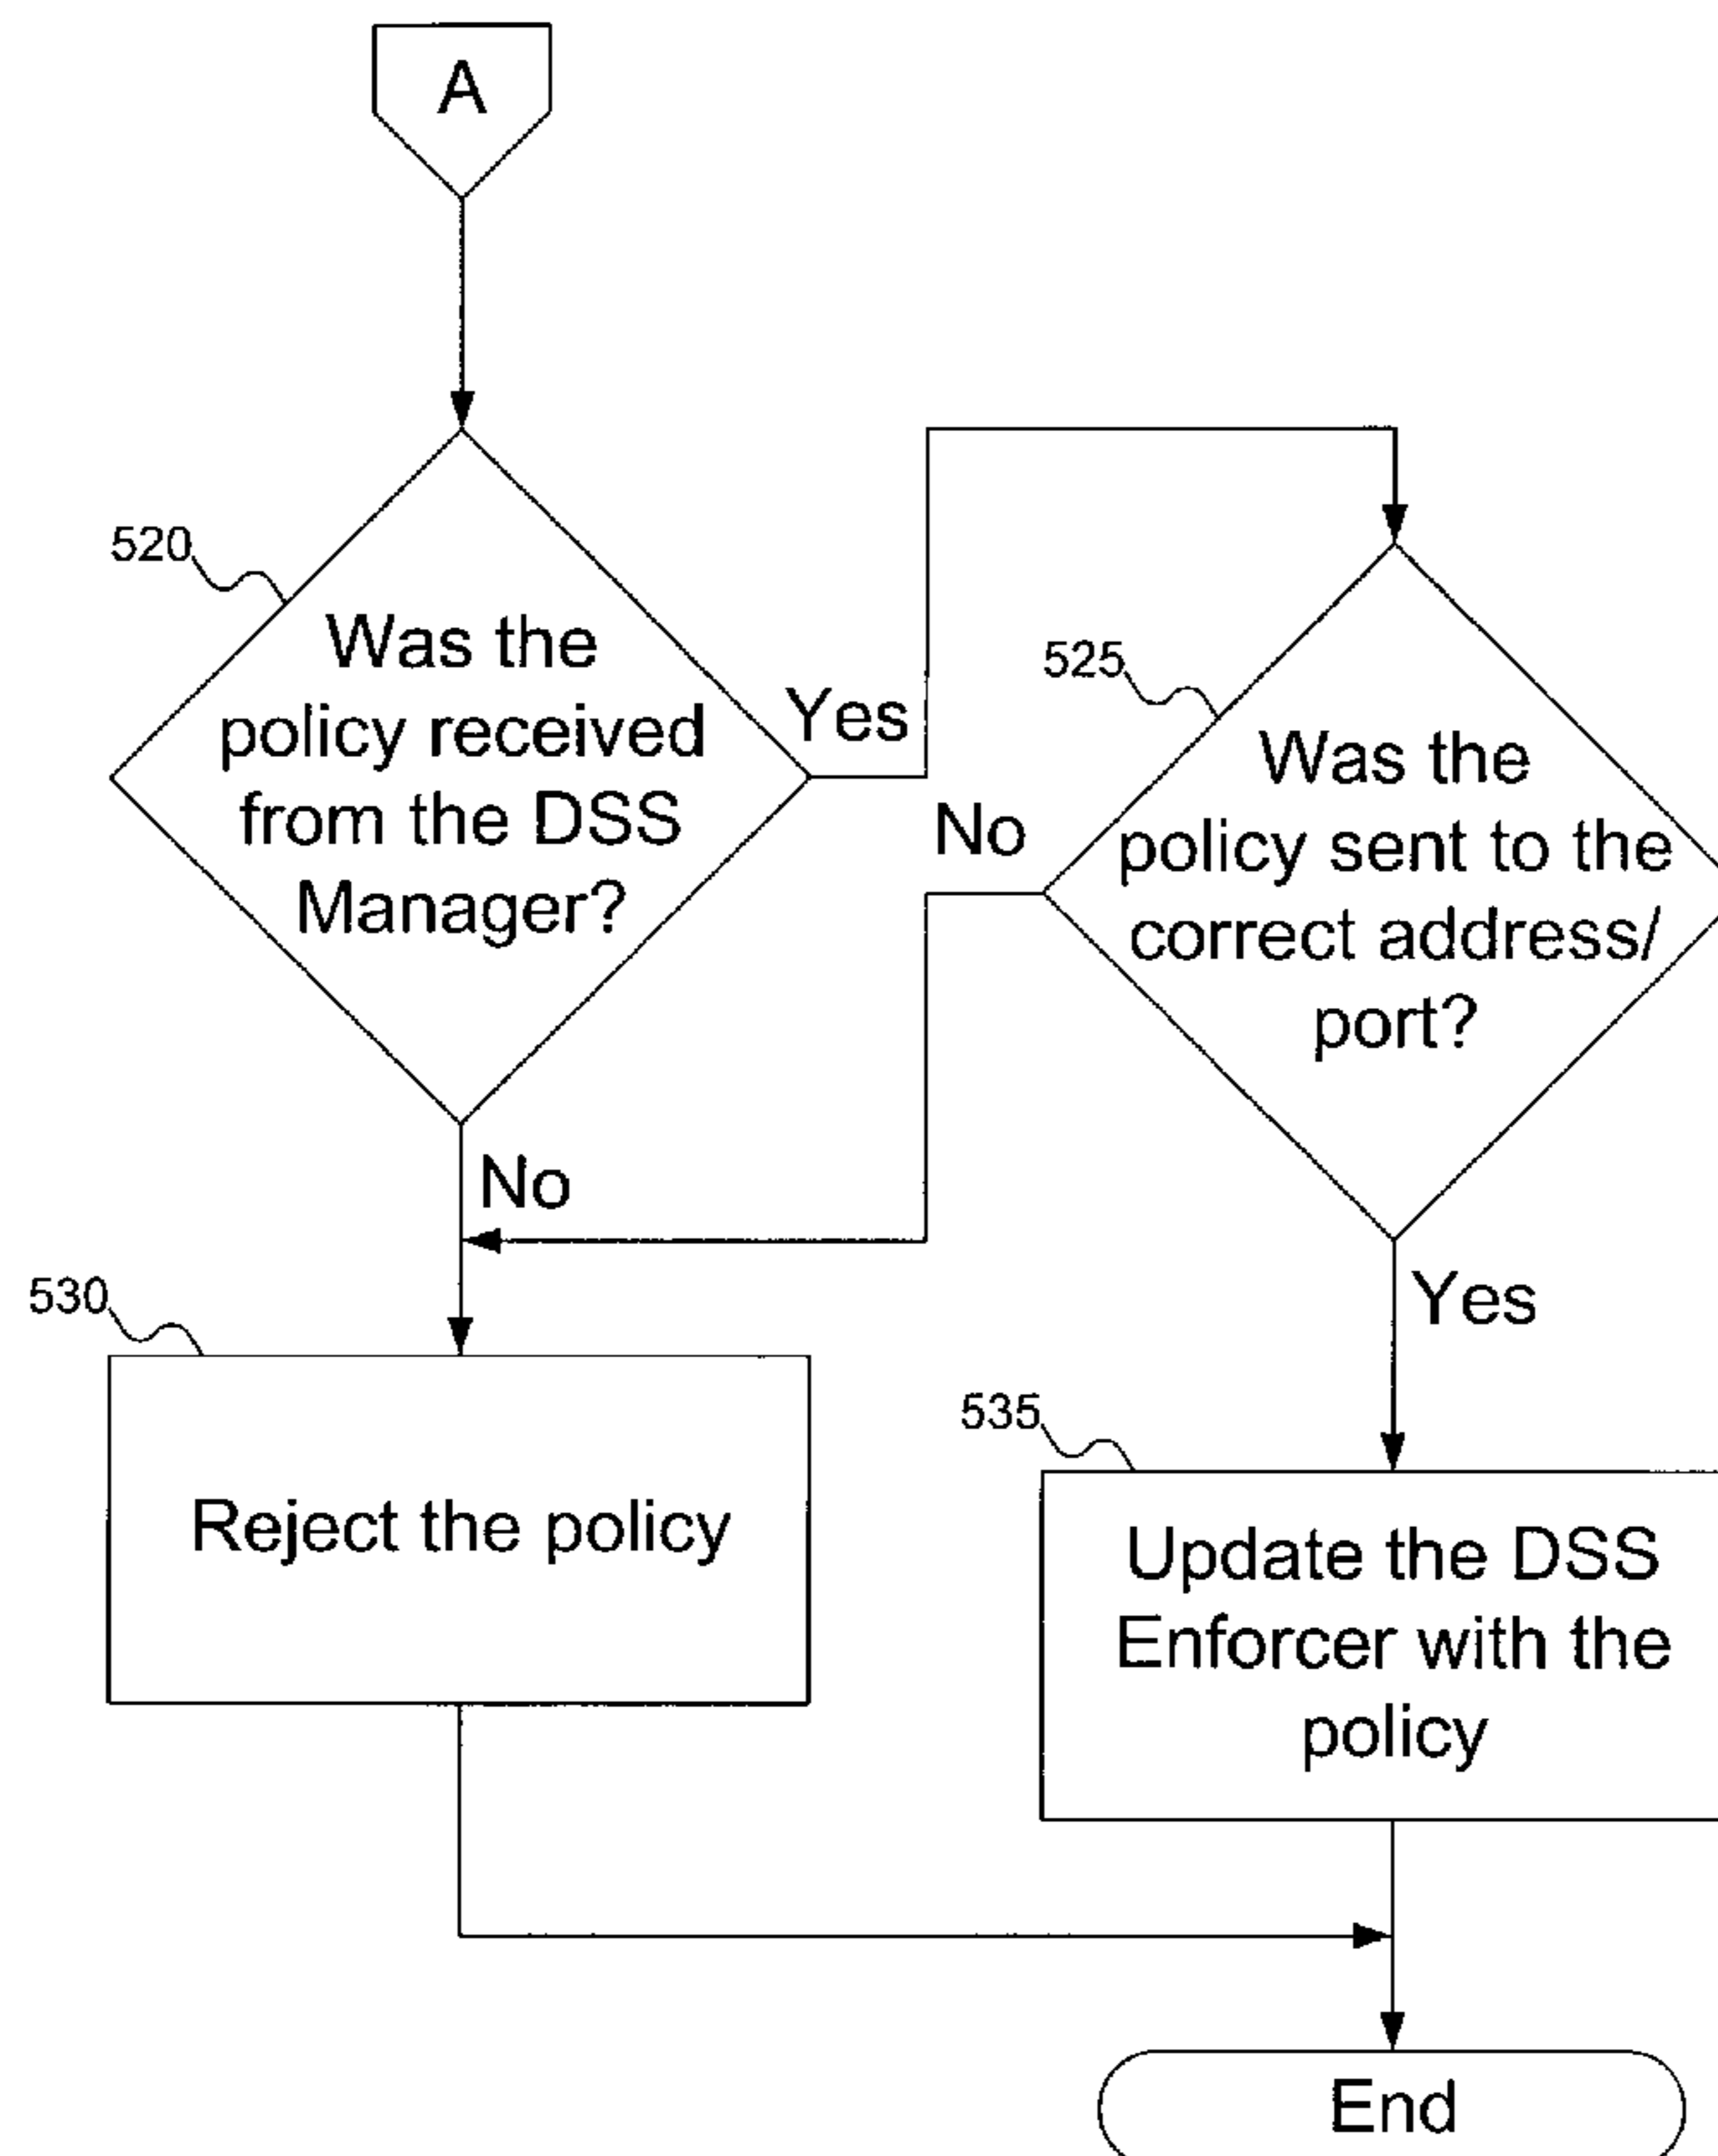 A
520
Was the
policy received
from the DSS
Manager?
Yes
525
Was the
policy sent to the
correct address/
port?
No
No
Yes
530
Reject the policy
535
Update the DSS
Enforcer with the
policy
End